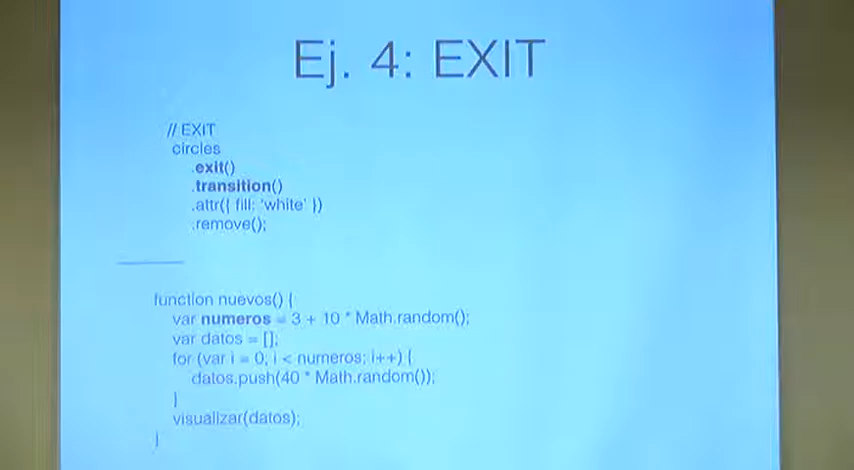 Ej. 4: EXIT
// EXIT
circles
.exit()
.transition()
.attr({ fill: 'white' })
.remove();
function nuevos() {
var numeros = 3 + 10 * Math.random();
var datos = [];
for (var i = 0; i < numeros; i++) {
datos.push(40 * Math.random());
}
visualizar(datos);
}